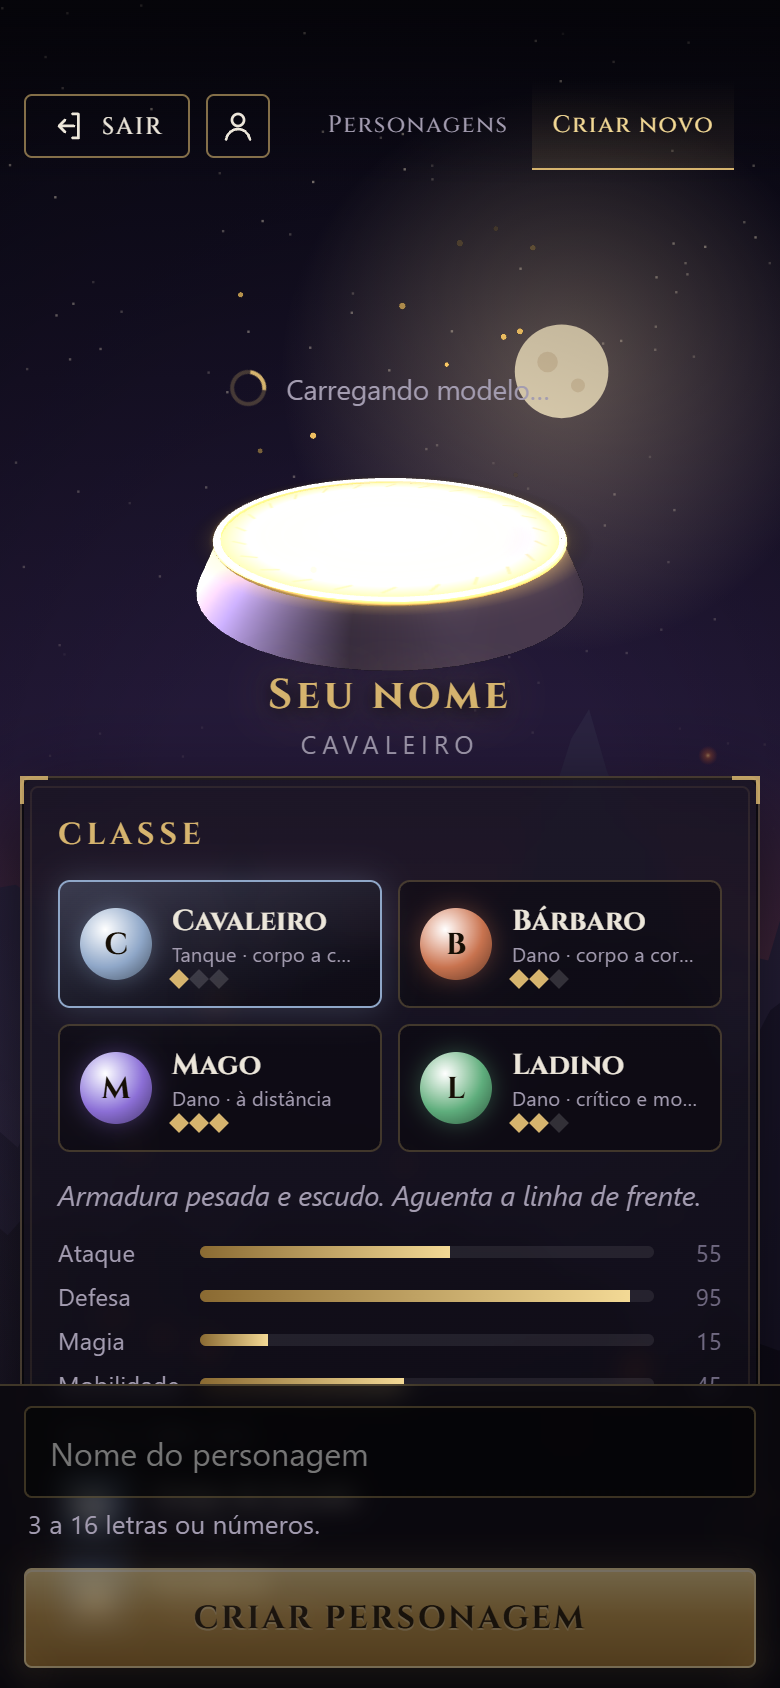 SAIR
Personagens
Criar novo
Carregando modelo...
Seu nome
CAVALEIRO
CLASSE
C
Cavaleiro
Tanque · corpo a c...
B
Bárbaro
Dano · corpo a cor...
M
Mago
Dano · à distância
L
Ladino
Dano · crítico e mo...
Armadura pesada e escudo. Aguenta a linha de frente.
Ataque 55
Defesa 95
Magia 15
Mobilidade 45
Nome do personagem
3 a 16 letras ou números.
CRIAR PERSONAGEM